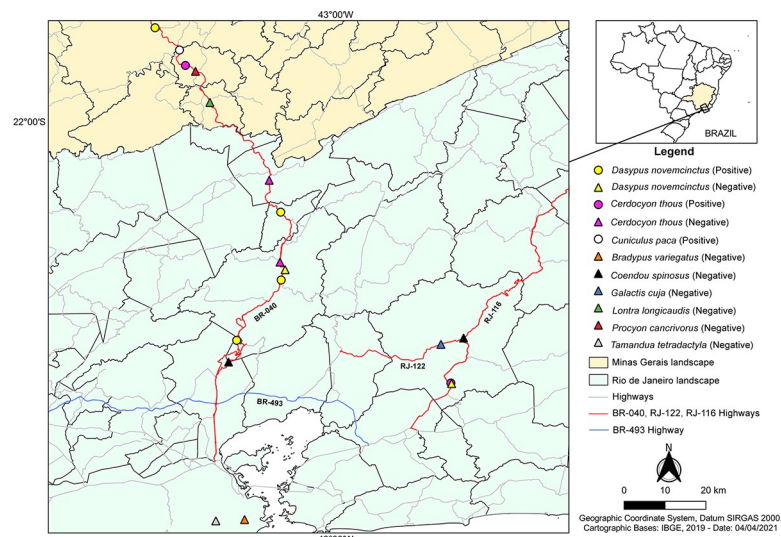 43°00'W
22°00'S
BR-040
BR-493
RJ-122
RJ-116
BRAZIL
Legend
Dasypus novemcinctus (Positive)
Dasypus novemcinctus (Negative)
Cerdocyon thous (Positive)
Cerdocyon thous (Negative)
Cuniculus paca (Positive)
Bradypus variegatus (Negative)
Coendou spinosus (Negative)
Galactis cuja (Negative)
Lontra longicaudis (Negative)
Procyon cancrivorus (Negative)
Tamandua tetradactyla (Negative)
Minas Gerais landscape
Rio de Janeiro landscape
Highways
BR-040, RJ-122, RJ-116 Highways
BR-493 Highway
N
0 10 20 km
Geographic Coordinate System, Datum SIRGAS 2000
Cartographic Bases: IBGE, 2019 - Date: 04/04/2021